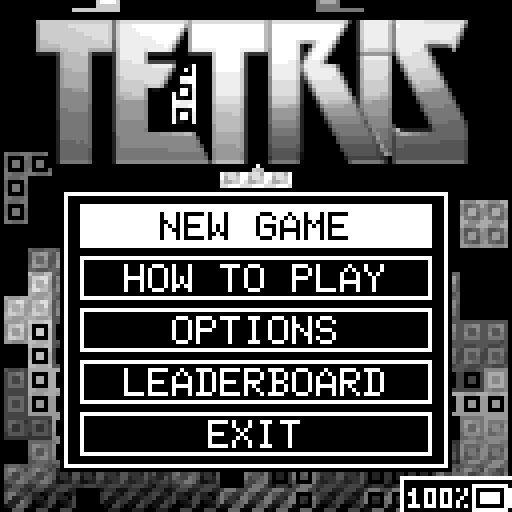 TETRIS
NEW GAME
HOW TO PLAY
OPTIONS
LEADERBOARD
EXIT
100%